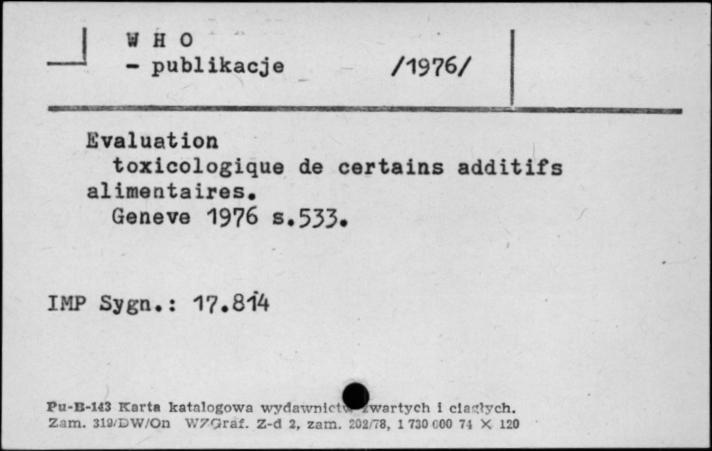 W H O
- publikacje /1976/
Evaluation
toxicologique de certains additifs
alimentaires.
Geneve 1976 s.533.
IMP Sygn.: 17.814
Pu-B-143 Karta katalogowa wydawnictw zwartych i ciągłych.
Zam. 319/DW/On WZGraf. Z-d 2, zam. 202/78, 1 730 000 74 × 120